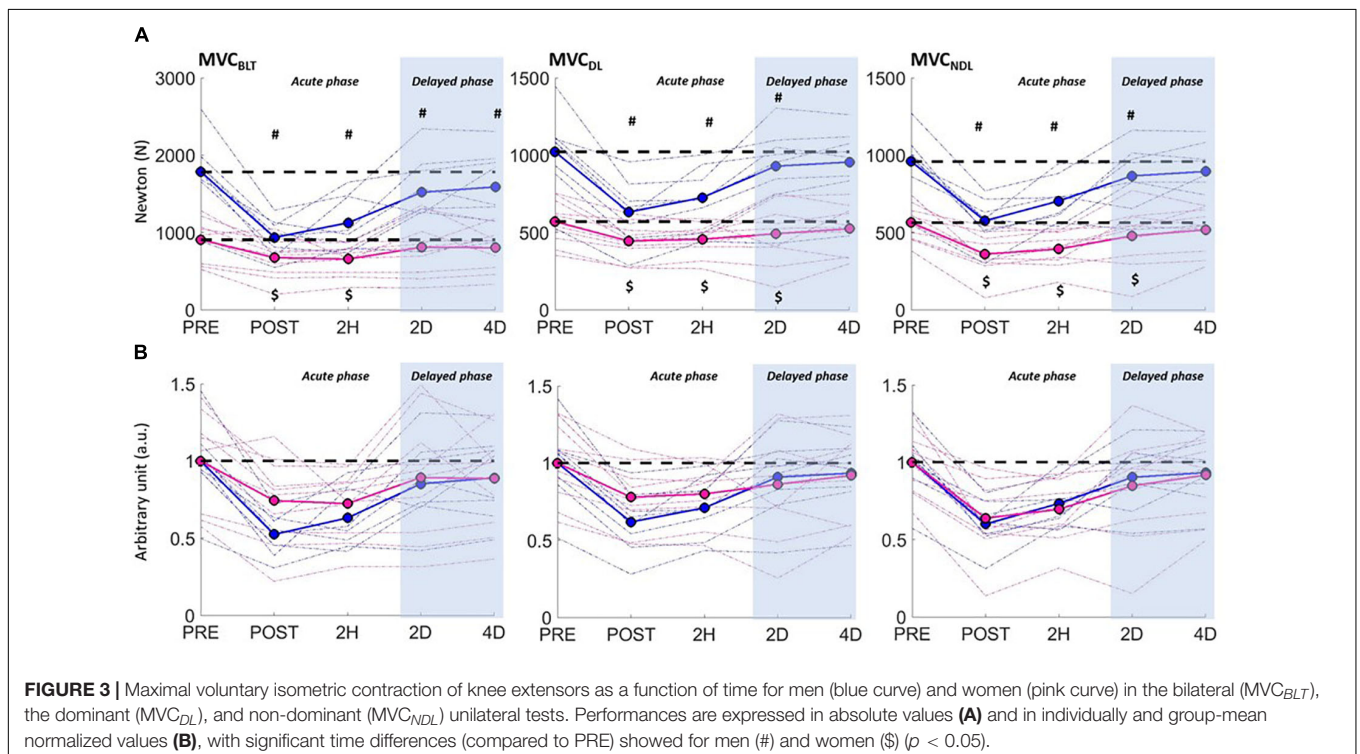 A
MVC_BLT
MVC_DL
MVC_NDL
Acute phase
Delayed phase
Acute phase
Delayed phase
Acute phase
Delayed phase
3000
2000
1000
0
Newton (N)
1500
1000
500
0
1500
1000
500
0
# # # #
# # #
# # #
$ $
$ $ $
$ $ $
PRE POST 2H 2D 4D
PRE POST 2H 2D 4D
PRE POST 2H 2D 4D
B
Acute phase
Delayed phase
Acute phase
Delayed phase
Acute phase
Delayed phase
1.5
1
0.5
0
Arbitrary unit (a.u.)
1.5
1
0.5
0
1.5
1
0.5
0
PRE POST 2H 2D 4D
PRE POST 2H 2D 4D
PRE POST 2H 2D 4D
FIGURE 3 | Maximal voluntary isometric contraction of knee extensors as a function of time for men (blue curve) and women (pink curve) in the bilateral (MVC_BLT),
the dominant (MVC_DL), and non-dominant (MVC_NDL) unilateral tests. Performances are expressed in absolute values (A) and in individually and group-mean
normalized values (B), with significant time differences (compared to PRE) showed for men (#) and women ($) (p < 0.05).